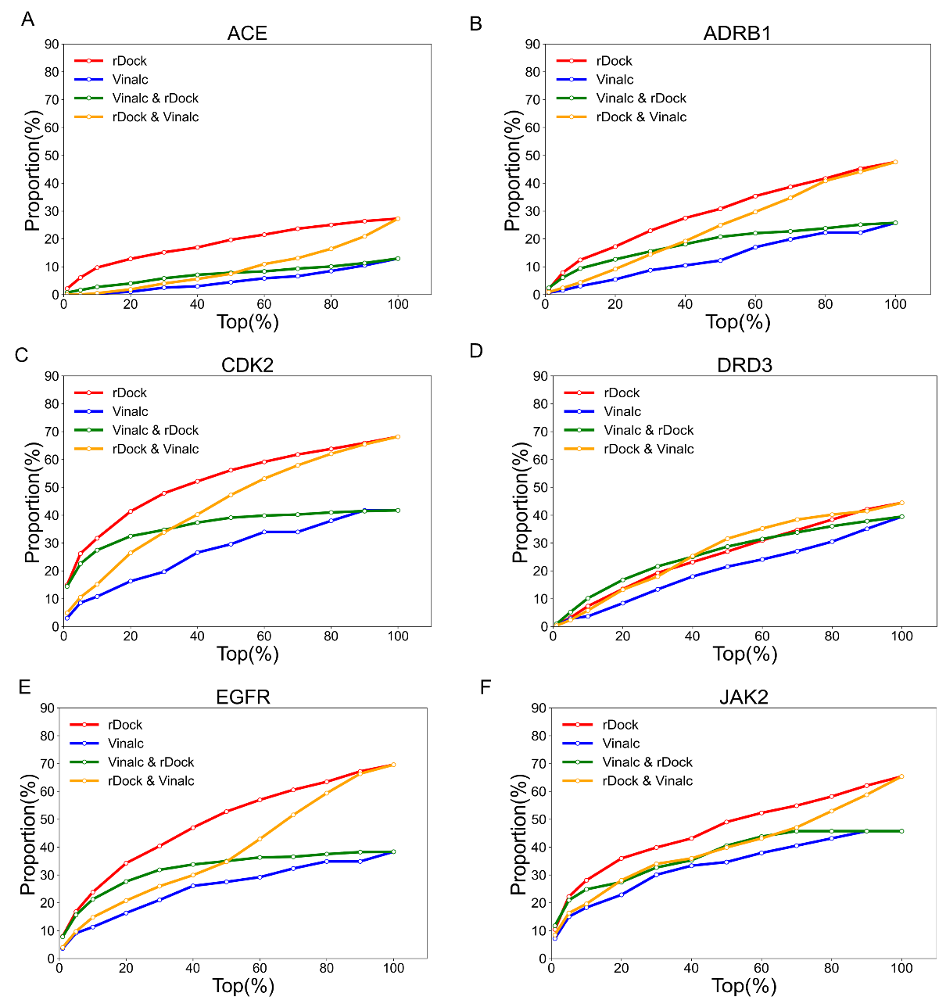 A
ACE
90
80
70
60
50
40
30
20
10
0
rDock
Vinalc
Vinalc & rDock
rDock & Vinalc
Proportion(%)
0 20 40 60 80 100
Top(%)
B
ADRB1
90
80
70
60
50
40
30
20
10
0
rDock
Vinalc
Vinalc & rDock
rDock & Vinalc
Proportion(%)
0 20 40 60 80 100
Top(%)
C
CDK2
90
80
70
60
50
40
30
20
10
0
rDock
Vinalc
Vinalc & rDock
rDock & Vinalc
Proportion(%)
0 20 40 60 80 100
Top(%)
D
DRD3
90
80
70
60
50
40
30
20
10
0
rDock
Vinalc
Vinalc & rDock
rDock & Vinalc
Proportion(%)
0 20 40 60 80 100
Top(%)
E
EGFR
90
80
70
60
50
40
30
20
10
0
rDock
Vinalc
Vinalc & rDock
rDock & Vinalc
Proportion(%)
0 20 40 60 80 100
Top(%)
F
JAK2
90
80
70
60
50
40
30
20
10
0
rDock
Vinalc
Vinalc & rDock
rDock & Vinalc
Proportion(%)
0 20 40 60 80 100
Top(%)